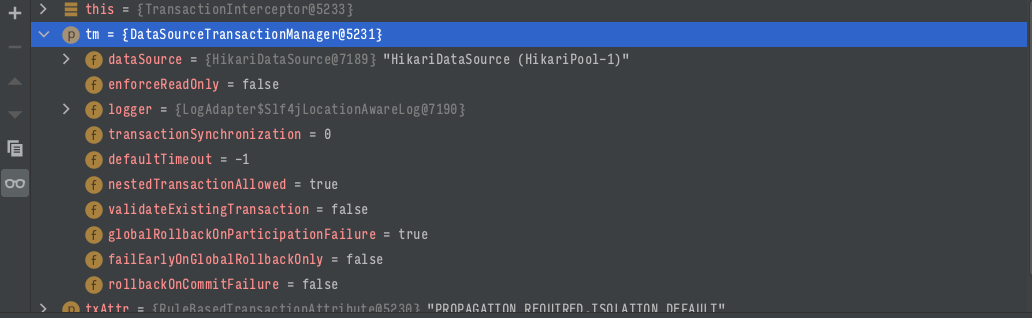 this = {TransactionInterceptor@5233}
p tm = {DataSourceTransactionManager@5231}
f dataSource = {HikariDataSource@7189} "HikariDataSource (HikariPool-1)"
f enforceReadOnly = false
f logger = {LogAdapter$Slf4jLocationAwareLog@7190}
f transactionSynchronization = 0
f defaultTimeout = -1
f nestedTransactionAllowed = true
f validateExistingTransaction = false
f globalRollbackOnParticipationFailure = true
f failEarlyOnGlobalRollbackOnly = false
f rollbackOnCommitFailure = false
p txAttr = {RuleBasedTransactionAttribute@5230} "PROPAGATION_REQUIRED,ISOLATION_DEFAULT"